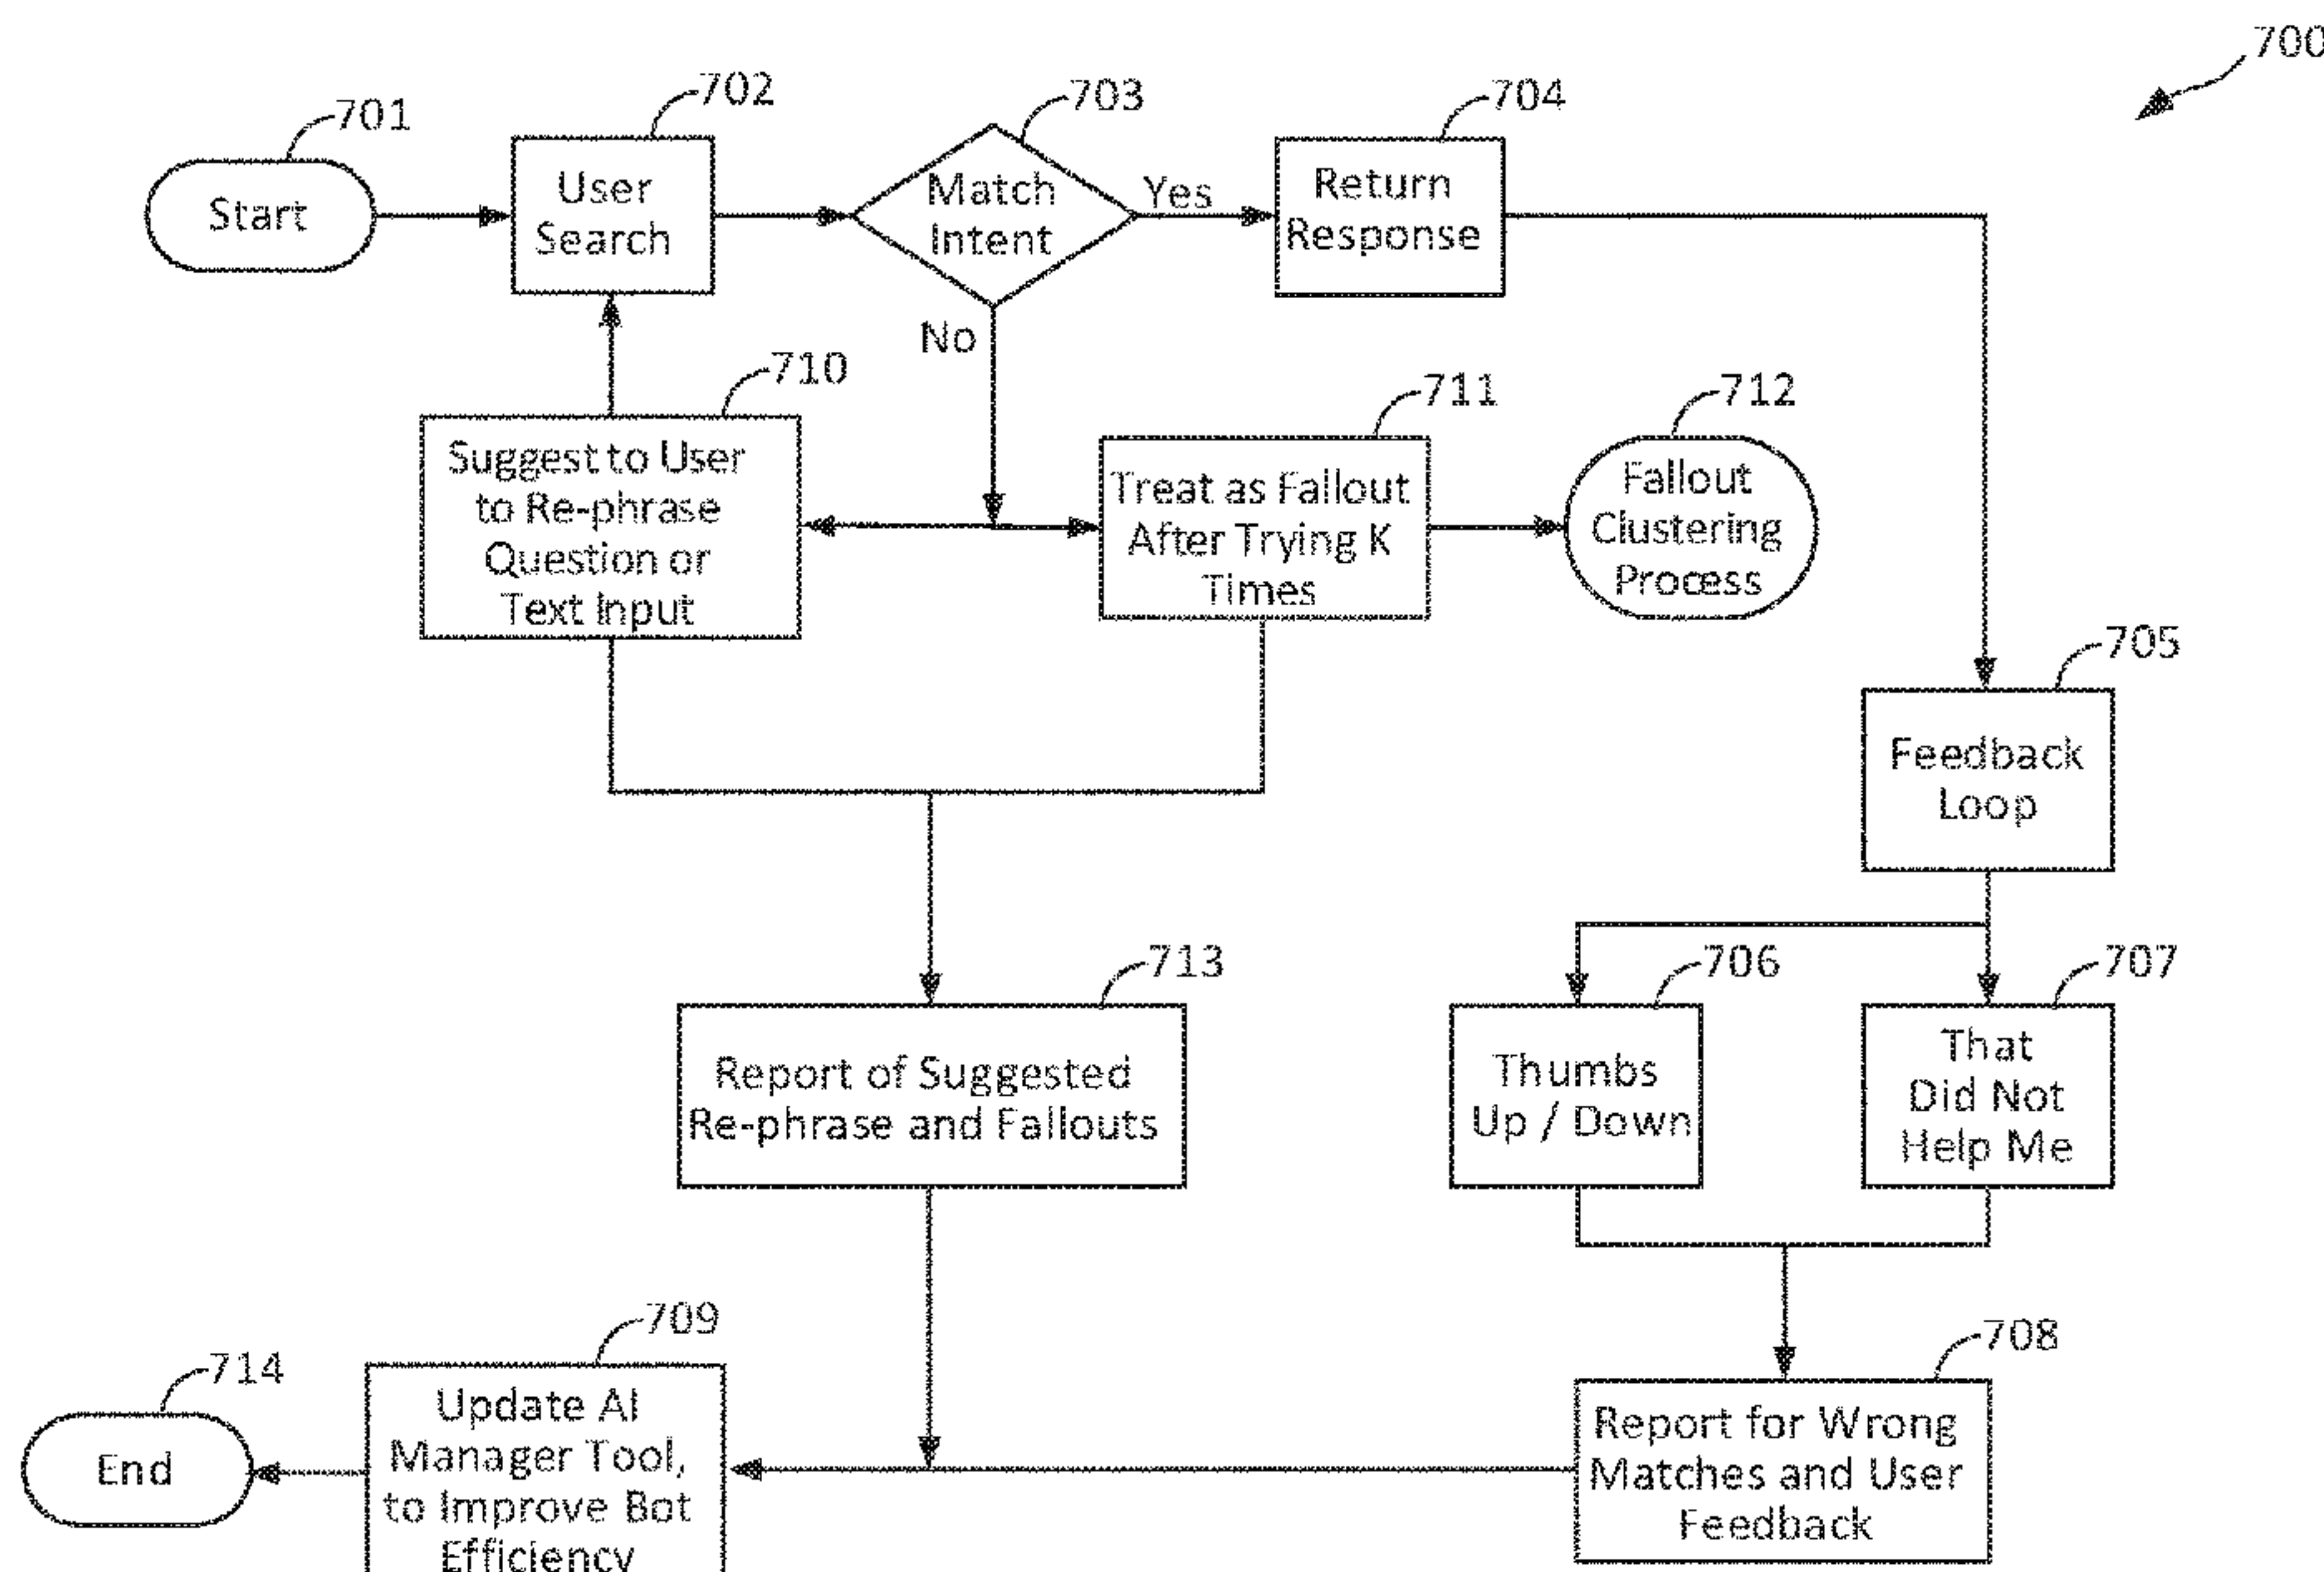 700
701
Start
702
User
Search
703
Match
Intent
Yes
No
704
Return
Response
710
Suggest to User
to Re-phrase
Question or
Text Input
711
Treat as Fallout
After Trying K
Times
712
Fallout
Clustering
Process
705
Feedback
Loop
713
Report of Suggested
Re-phrase and Fallouts
706
Thumbs
Up / Down
707
That
Did Not
Help Me
714
End
709
Update AI
Manager Tool,
to Improve Bot
Efficiency
708
Report for Wrong
Matches and User
Feedback